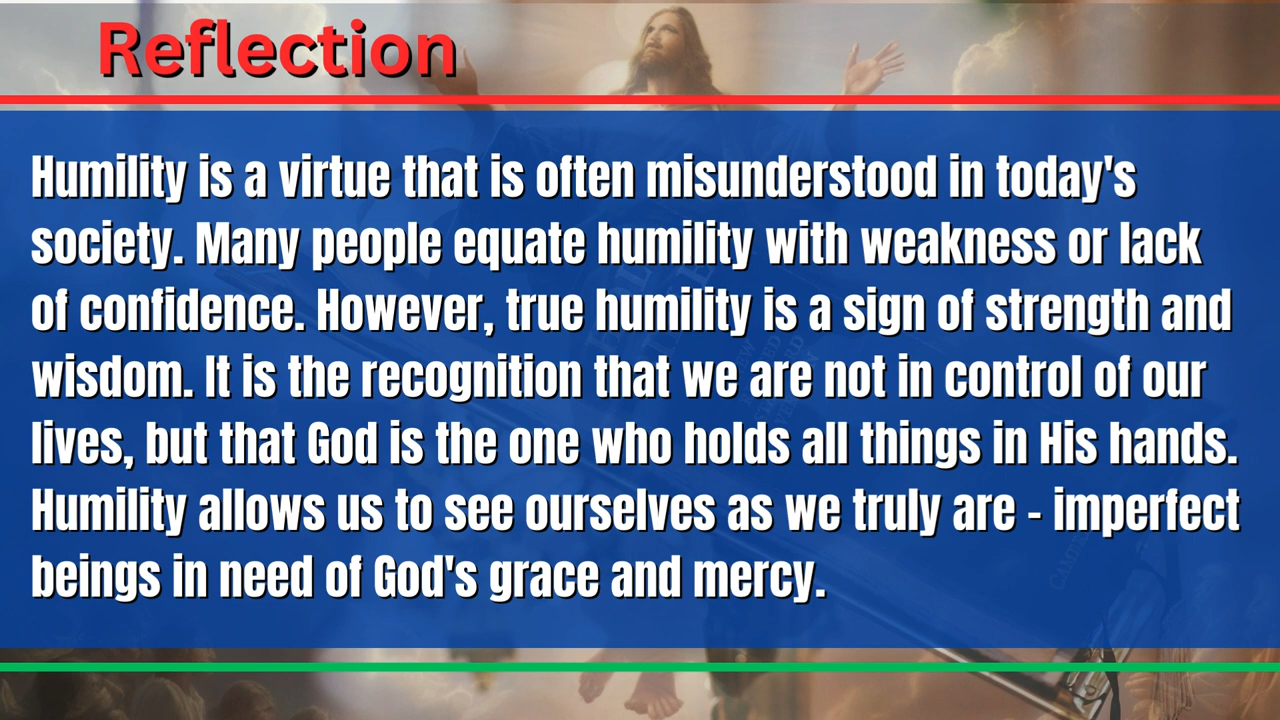 Reflection
Humility is a virtue that is often misunderstood in today's
society. Many people equate humility with weakness or lack
of confidence. However, true humility is a sign of strength and
wisdom. It is the recognition that we are not in control of our
lives, but that God is the one who holds all things in His hands.
Humility allows us to see ourselves as we truly are - imperfect
beings in need of God's grace and mercy.